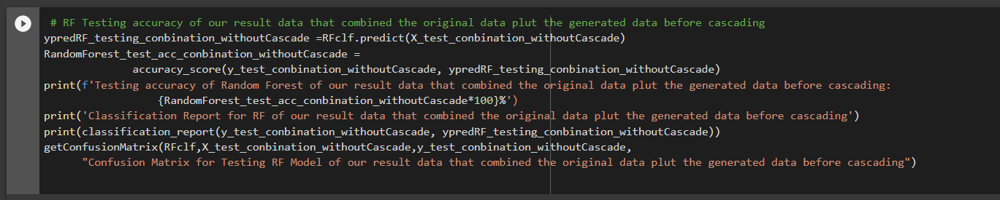 # RF Testing accuracy of our result data that combined the original data plut the generated data before cascading
ypredRF_testing_conbination_withoutCascade =RFclf.predict(X_test_conbination_withoutCascade)
RandomForest_test_acc_conbination_withoutCascade =
accuracy_score(y_test_conbination_withoutCascade, ypredRF_testing_conbination_withoutCascade)
print(f'Testing accuracy of Random Forest of our result data that combined the original data plut the generated data before cascading:
{RandomForest_test_acc_conbination_withoutCascade*100}%')
print('Classification Report for RF of our result data that combined the original data plut the generated data before cascading')
print(classification_report(y_test_conbination_withoutCascade, ypredRF_testing_conbination_withoutCascade))
getConfusionMatrix(RFclf,X_test_conbination_withoutCascade,y_test_conbination_withoutCascade,
"Confusion Matrix for Testing RF Model of our result data that combined the original data plut the generated data before cascading")